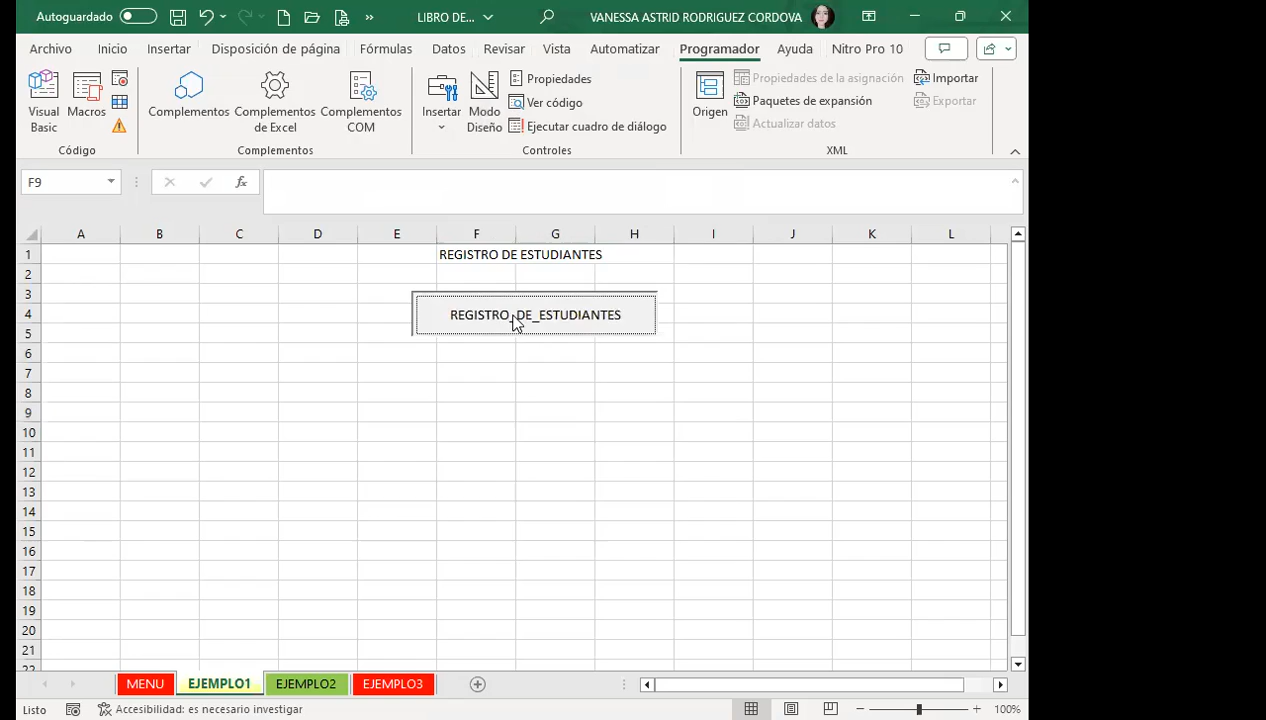 Autoguardado
LIBRO DE...
VANESSA ASTRID RODRIGUEZ CORDOVA
Archivo Inicio Insertar Disposición de página Fórmulas Datos Revisar Vista Automatizar Programador Ayuda Nitro Pro 10
Visual Basic
Macros
Código
Complementos
Complementos de Excel
Complementos COM
Complementos
Insertar
Modo Diseño
Propiedades
Ver código
Ejecutar cuadro de diálogo
Controles
Origen
Propiedades de la asignación
Paquetes de expansión
Actualizar datos
Importar
Exportar
XML
F9
fx
A B C D E F G H I J K L
1 REGISTRO DE ESTUDIANTES
2
3
4 REGISTRO_DE_ESTUDIANTES
5
6
7
8
9
10
11
12
13
14
15
16
17
18
19
20
21
22
MENU EJEMPLO1 EJEMPLO2 EJEMPLO3
Listo
Accesibilidad: es necesario investigar
100%